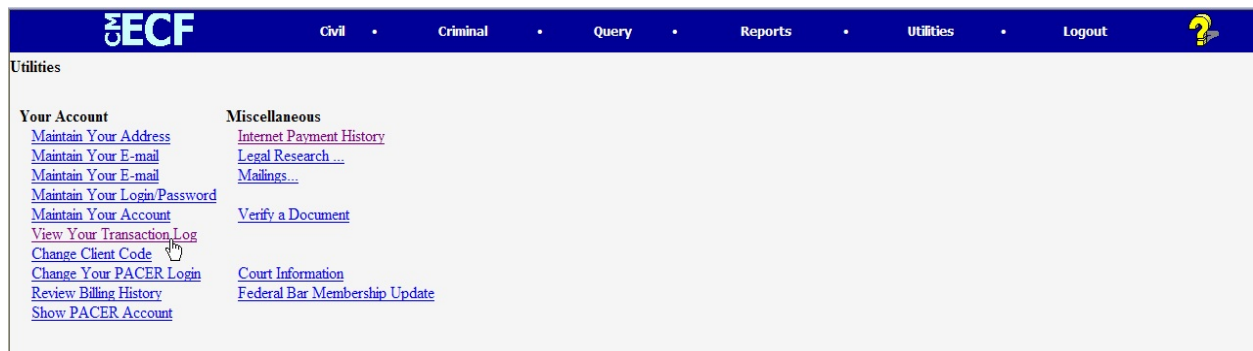 CM ECF Civil • Criminal • Query • Reports • Utilities • Logout ?
Utilities
Your Account
Maintain Your Address
Maintain Your E-mail
Maintain Your E-mail
Maintain Your Login/Password
Maintain Your Account
View Your Transaction Log
Change Client Code
Change Your PACER Login
Review Billing History
Show PACER Account
Miscellaneous
Internet Payment History
Legal Research ...
Mailings...
Verify a Document
Court Information
Federal Bar Membership Update